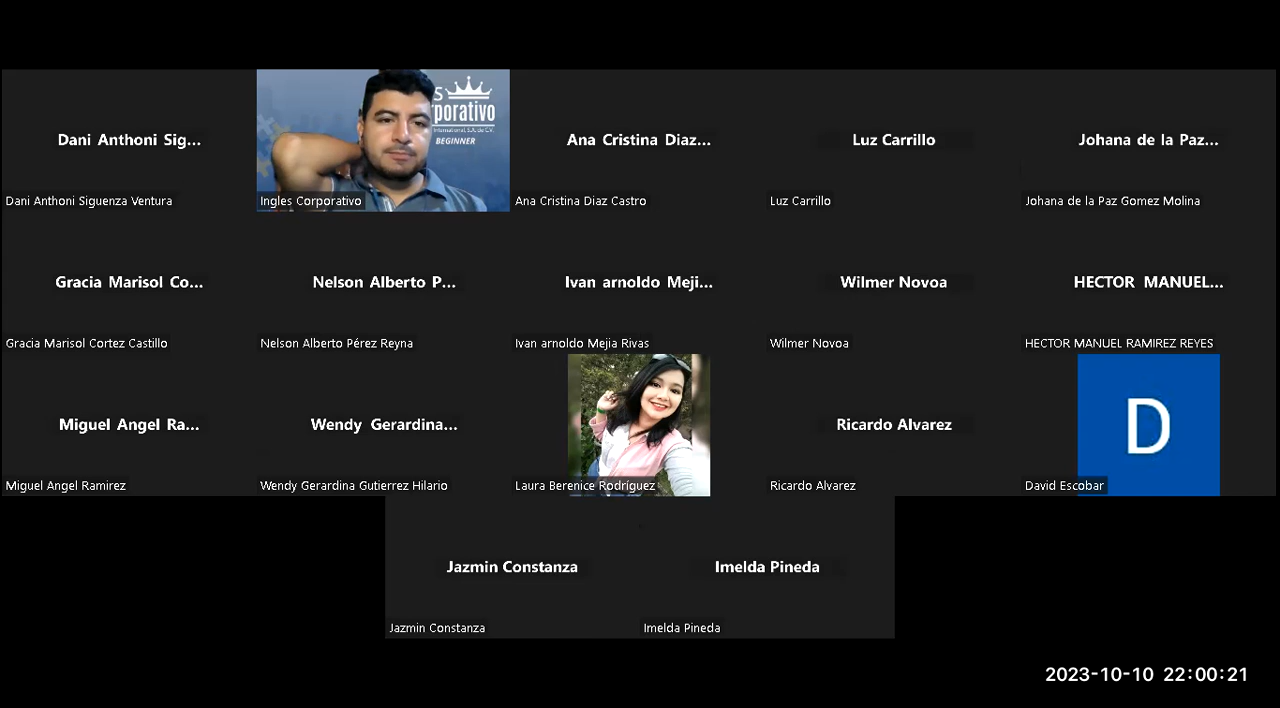 Dani Anthoni Sig...
Dani Anthoni Siguenza Ventura
S
porativo
International, S.A. de C.V.
BEGINNER
Ingles Corporativo
Ana Cristina Diaz...
Ana Cristina Diaz Castro
Luz Carrillo
Luz Carrillo
Johana de la Paz...
Johana de la Paz Gomez Molina
Gracia Marisol Co...
Gracia Marisol Cortez Castillo
Nelson Alberto P...
Nelson Alberto Pérez Reyna
Ivan arnoldo Meji...
Ivan arnoldo Mejia Rivas
Wilmer Novoa
Wilmer Novoa
HECTOR MANUEL...
HECTOR MANUEL RAMIREZ REYES
Miguel Angel Ra...
Miguel Angel Ramirez
Wendy Gerardina...
Wendy Gerardina Gutierrez Hilario
Laura Berenice Rodríguez
Ricardo Alvarez
Ricardo Alvarez
D
David Escobar
Jazmin Constanza
Jazmin Constanza
Imelda Pineda
Imelda Pineda
2023-10-10 22:00:21